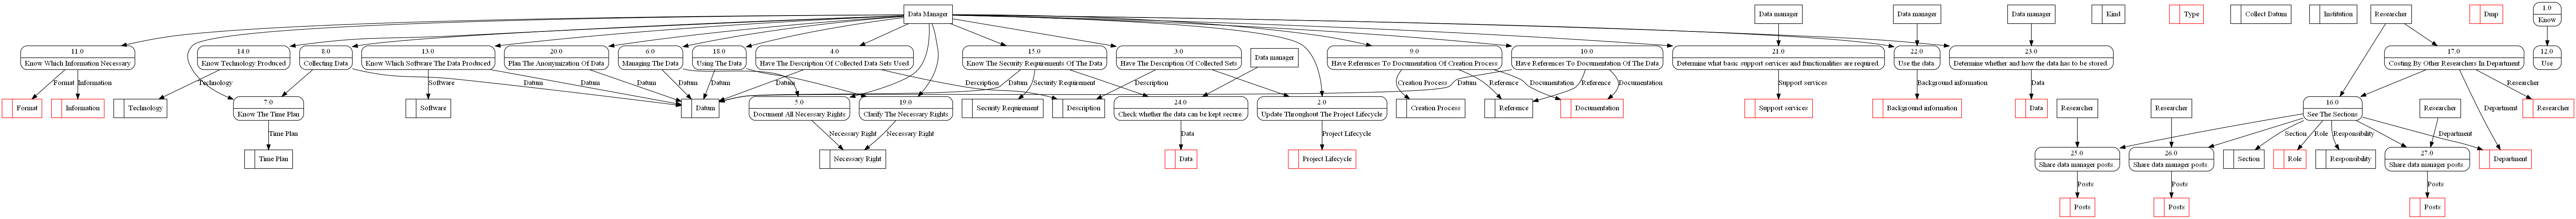 Data Manager
Data manager
Data manager
Data manager
Kind
Type
Collect Datum
Institution
Researcher
Dmp
1.0
Know
11.0
Know Which Information Necessary
14.0
Know Technology Produced
8.0
Collecting Data
13.0
Know Which Software The Data Produced
20.0
Plan The Anonymization Of Data
6.0
Managing The Data
18.0
Using The Data
4.0
Have The Description Of Collected Data Sets Used
15.0
Know The Security Requirements Of The Data
3.0
Have The Description Of Collected Sets
Data manager
9.0
Have References To Documentation Of Creation Process
10.0
Have References To Documentation Of The Data
21.0
Determine what basic support services and functionalities are required.
22.0
Use the data
23.0
Determine whether and how the data has to be stored.
17.0
Costing By Other Researchers In Department
12.0
Use
Format
Information
Technology
Datum
Software
Datum
Datum
Datum
Datum
Datum
Datum
Security Requirement
Description
Description
Creation Process
Reference
Documentation
Reference
Documentation
Support services
Background information
Data
Department
Researcher
Format
Information
Technology
7.0
Know The Time Plan
Software
Datum
5.0
Document All Necessary Rights
19.0
Clarify The Necessary Rights
Security Requirement
Description
24.0
Check whether the data can be kept secure.
2.0
Update Throughout The Project Lifecycle
Creation Process
Reference
Documentation
Support services
Background information
Data
Researcher
Researcher
16.0
See The Sections
Researcher
Researcher
Time Plan
Necessary Right
Necessary Right
Data
Project Lifecycle
Section
Role
Responsibility
Department
Time Plan
Necessary Right
Data
Project Lifecycle
25.0
Share data manager posts.
26.0
Share data manager posts.
Section
Role
Responsibility
27.0
Share data manager posts.
Department
Posts
Posts
Posts
Posts
Posts
Posts